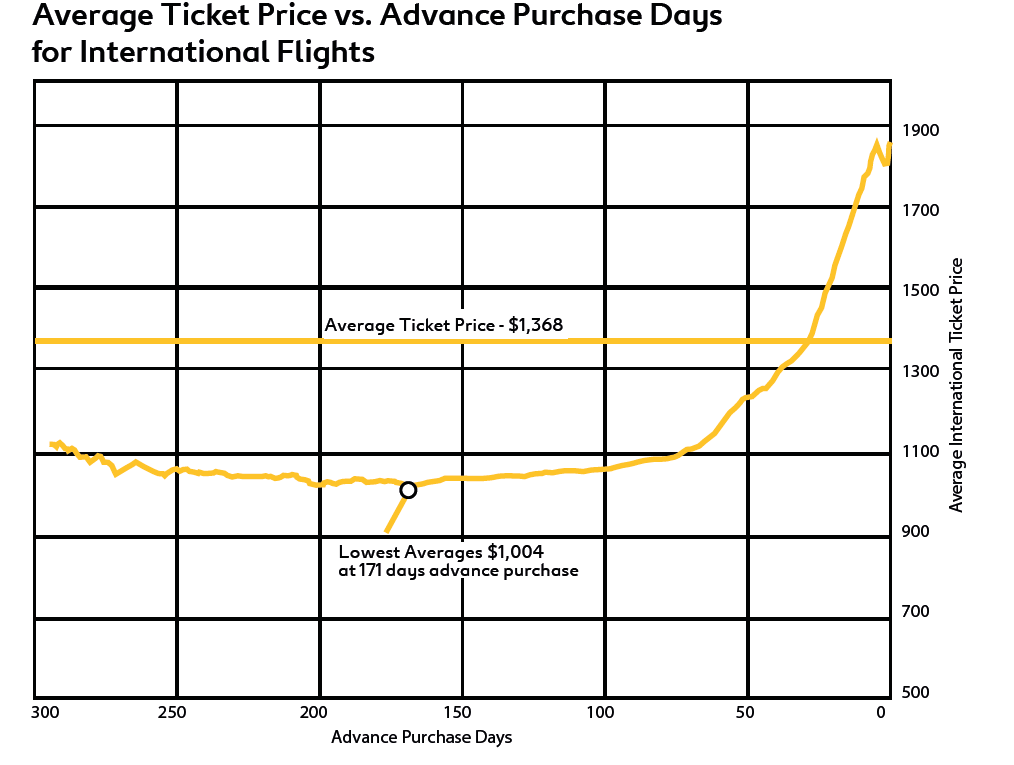 Average Ticket Price vs. Advance Purchase Days
for International Flights
1900
1700
1500
Average Ticket Price - $1,368
1300
1100
900
Lowest Averages $1,004
at 171 days advance purchase
700
500
Average International Ticket Price
300 250 200 150 100 50 0
Advance Purchase Days